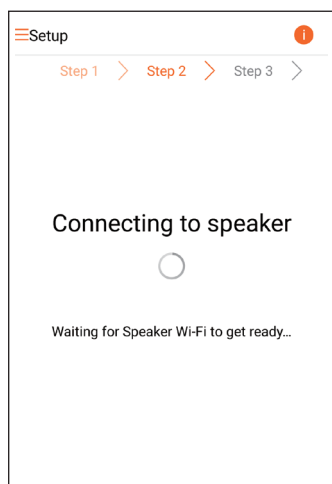 Setup
i
Step 1 Step 2 Step 3
Connecting to speaker
Waiting for Speaker Wi-Fi to get ready...